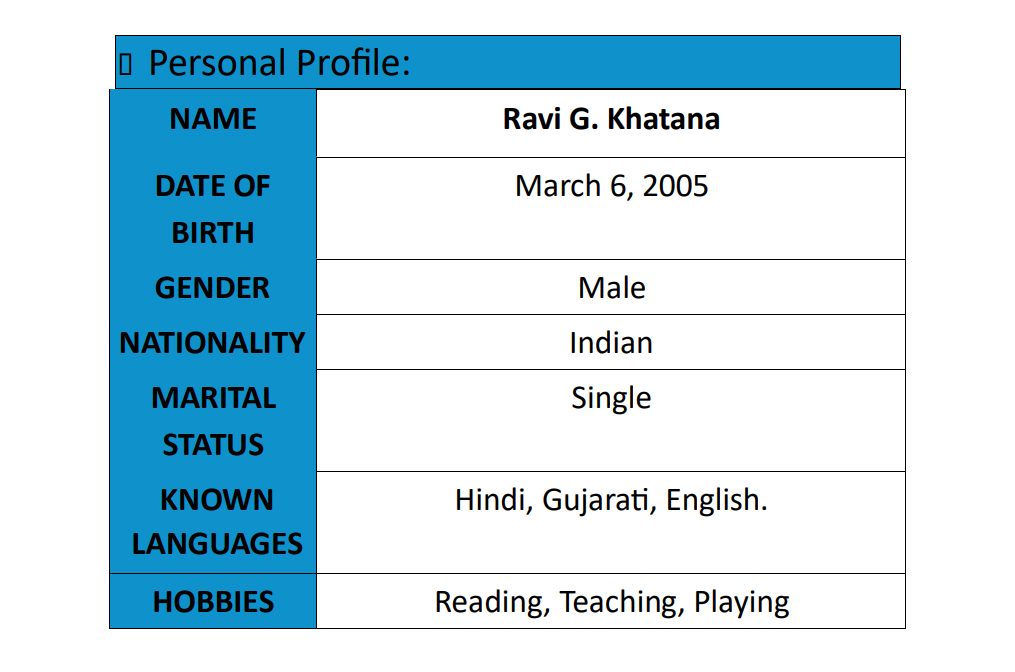 Personal Profile:
NAME Ravi G. Khatana
DATE OF March 6, 2005
BIRTH
GENDER Male
NATIONALITY Indian
MARITAL Single
STATUS
KNOWN Hindi, Gujarati, English.
LANGUAGES
HOBBIES Reading, Teaching, Playing